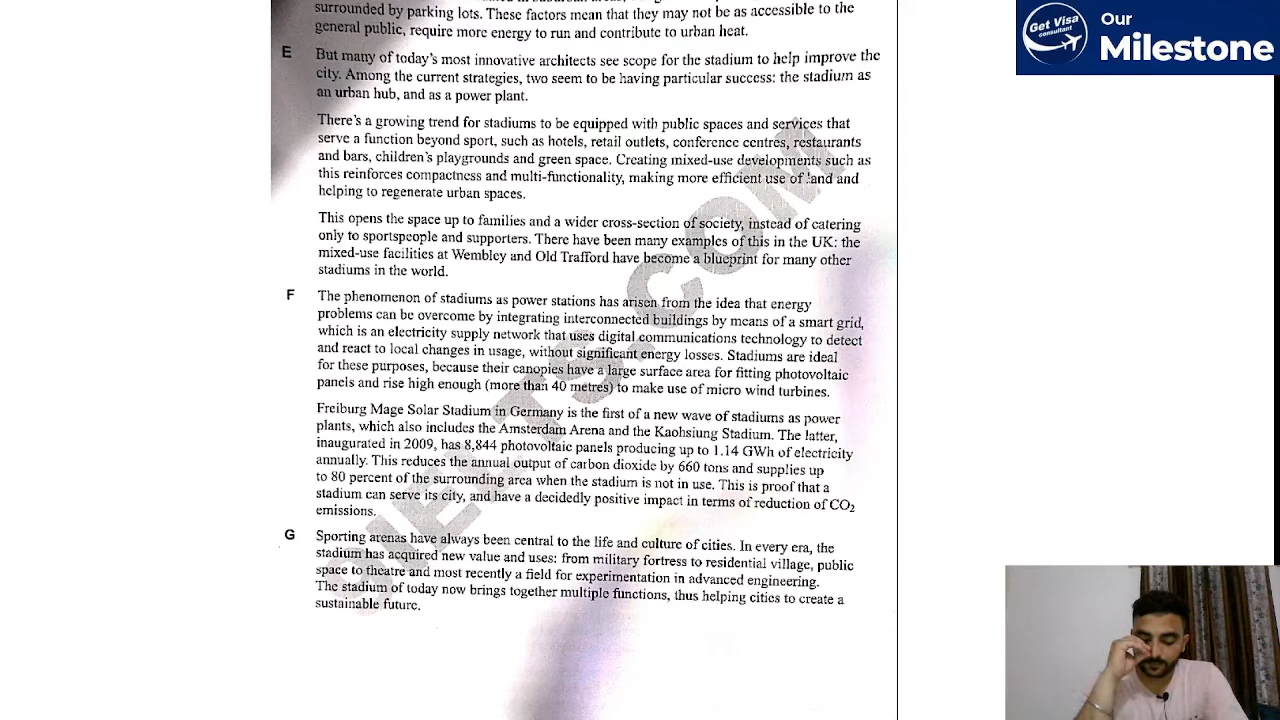 surrounded by parking lots. These factors mean that they may not be as accessible to the
general public, require more energy to run and contribute to urban heat.
E But many of today's most innovative architects see scope for the stadium to help improve the
city. Among the current strategies, two seem to be having particular success: the stadium as
an urban hub, and as a power plant.
There's a growing trend for stadiums to be equipped with public spaces and services that
serve a function beyond sport, such as hotels, retail outlets, conference centres, restaurants
and bars, children's playgrounds and green space. Creating mixed-use developments such as
this reinforces compactness and multi-functionality, making more efficient use of land and
helping to regenerate urban spaces.
This opens the space up to families and a wider cross-section of society, instead of catering
only to sportspeople and supporters. There have been many examples of this in the UK: the
mixed-use facilities at Wembley and Old Trafford have become a blueprint for many other
stadiums in the world.
F The phenomenon of stadiums as power stations has arisen from the idea that energy
problems can be overcome by integrating interconnected buildings by means of a smart grid,
which is an electricity supply network that uses digital communications technology to detect
and react to local changes in usage, without significant energy losses. Stadiums are ideal
for these purposes, because their canopies have a large surface area for fitting photovoltaic
panels and rise high enough (more than 40 metres) to make use of micro wind turbines.
Freiburg Mage Solar Stadium in Germany is the first of a new wave of stadiums as power
plants, which also includes the Amsterdam Arena and the Kaohsiung Stadium. The latter,
inaugurated in 2009, has 8,844 photovoltaic panels producing up to 1.14 GWh of electricity
annually. This reduces the annual output of carbon dioxide by 660 tons and supplies up
to 80 percent of the surrounding area when the stadium is not in use. This is proof that a
stadium can serve its city, and have a decidedly positive impact in terms of reduction of CO2
emissions.
G Sporting arenas have always been central to the life and culture of cities. In every era, the
stadium has acquired new value and uses: from military fortress to residential village, public
space to theatre and most recently a field for experimentation in advanced engineering.
The stadium of today now brings together multiple functions, thus helping cities to create a
sustainable future.
Get Visa
consultant
Our
Milestone